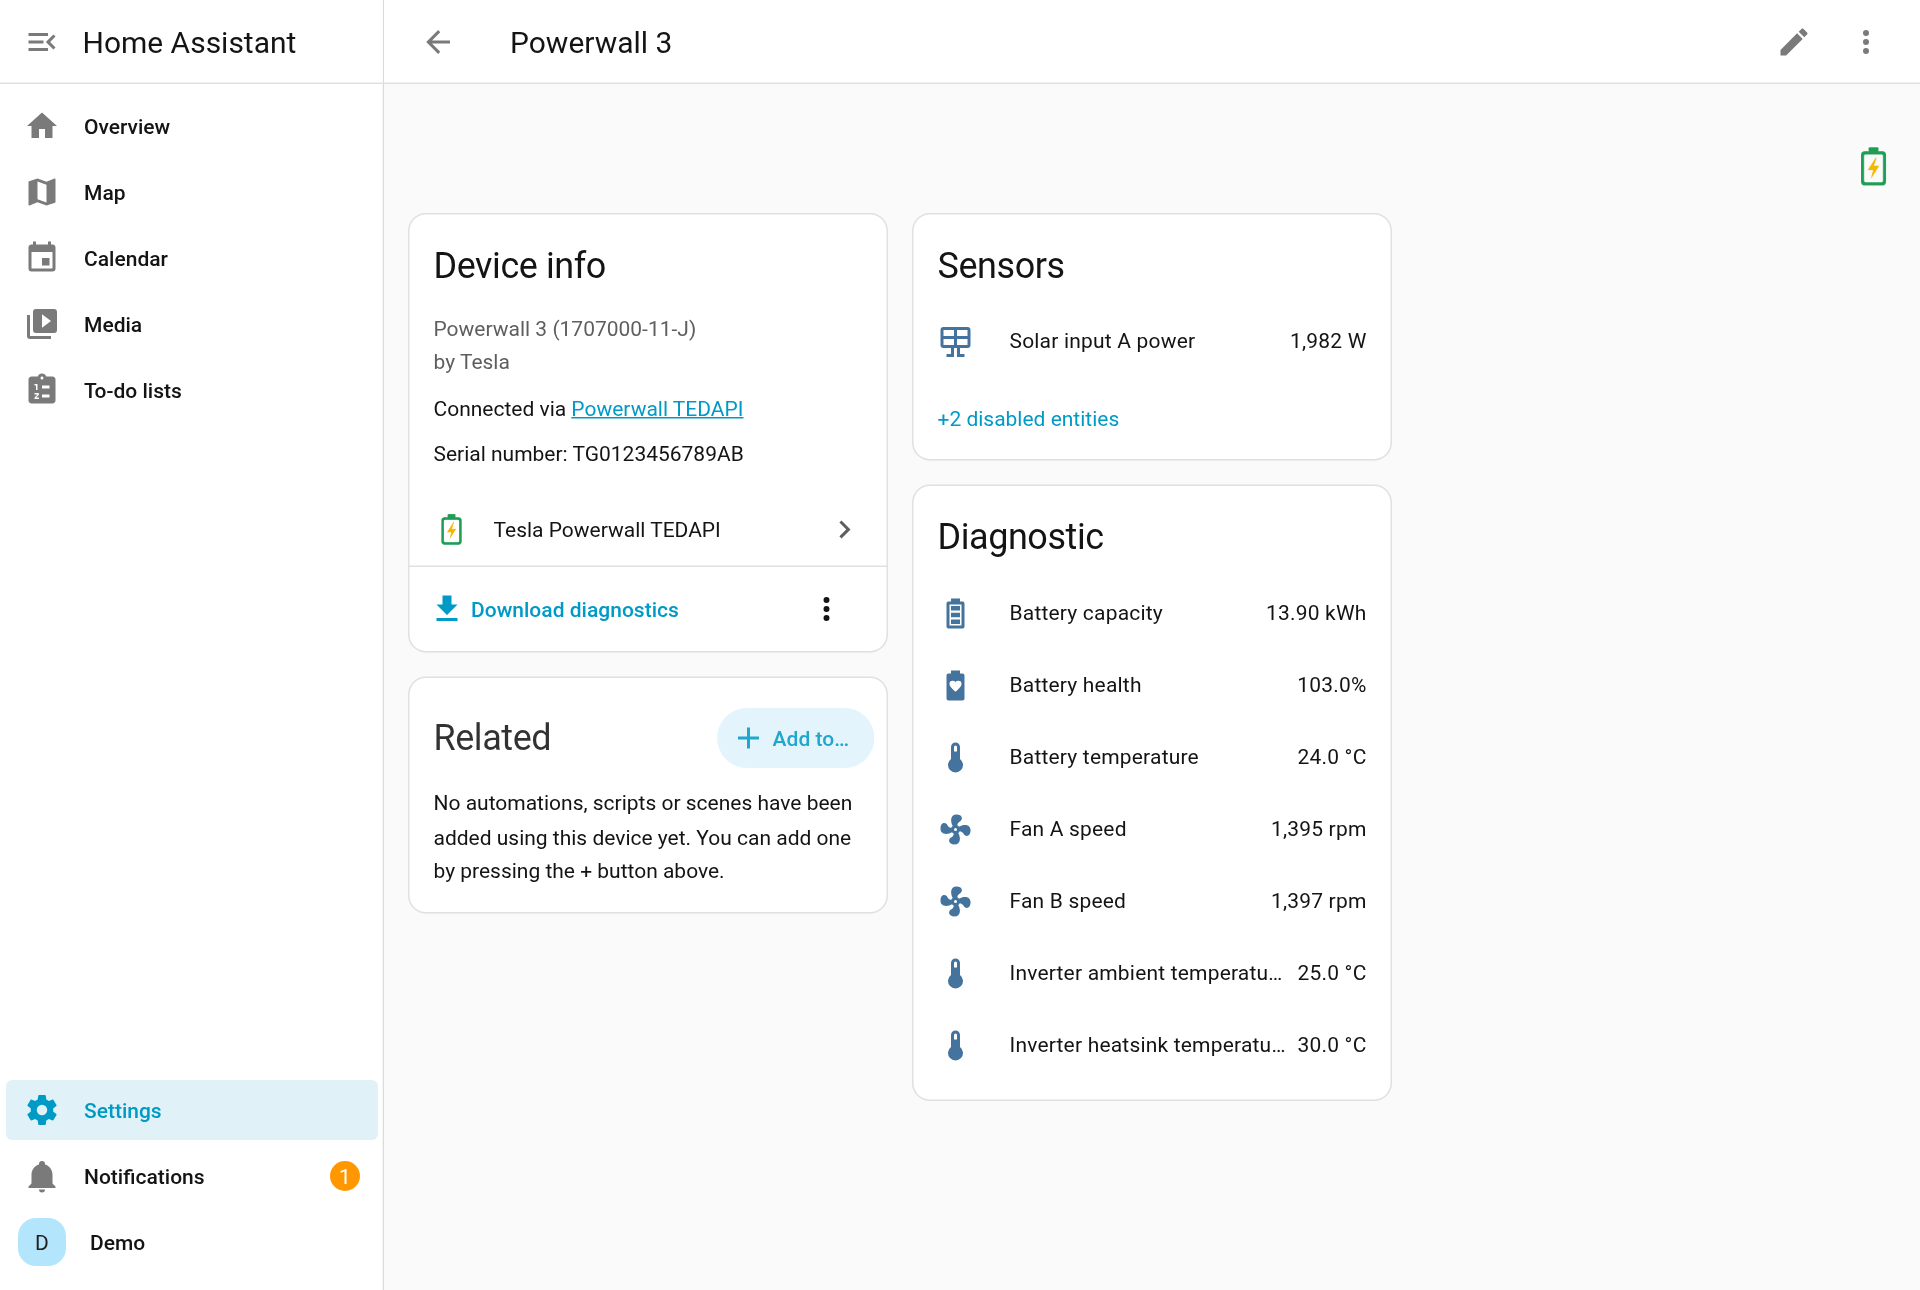 Home Assistant
Powerwall 3
Overview
Map
Calendar
Media
To-do lists
Settings
Notifications
1
D
Demo
Device info
Powerwall 3 (1707000-11-J)
by Tesla
Connected via Powerwall TEDAPI
Serial number: TG0123456789AB
Tesla Powerwall TEDAPI
Download diagnostics
Related
Add to...
No automations, scripts or scenes have been
added using this device yet. You can add one
by pressing the + button above.
Sensors
Solar input A power 1,982 W
+2 disabled entities
Diagnostic
Battery capacity 13.90 kWh
Battery health 103.0%
Battery temperature 24.0 °C
Fan A speed 1,395 rpm
Fan B speed 1,397 rpm
Inverter ambient temperatu... 25.0 °C
Inverter heatsink temperatu... 30.0 °C